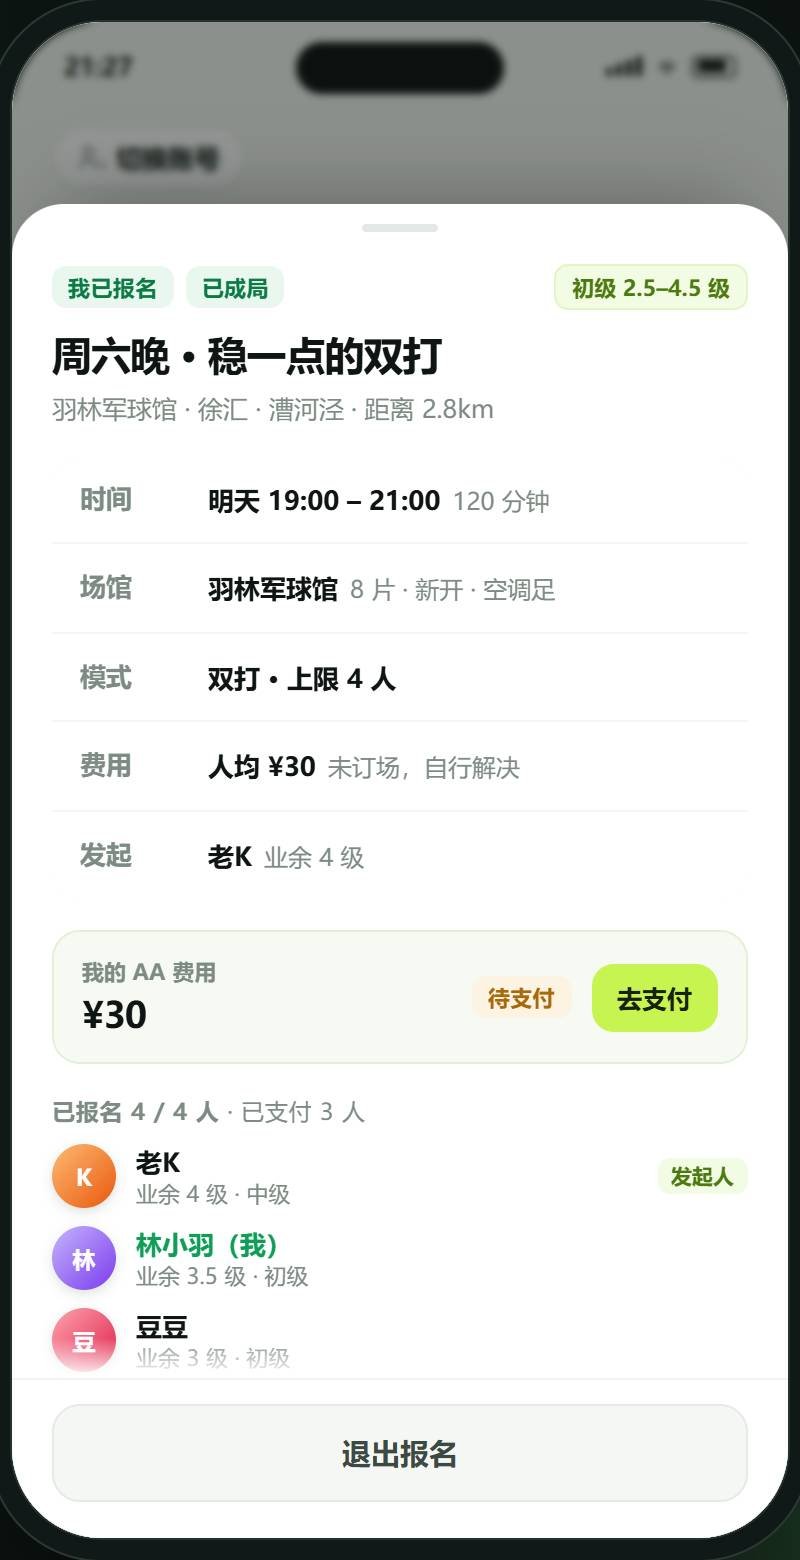 21:27
切换账号
我已报名 已成局 初级 2.5–4.5 级
周六晚 · 稳一点的双打
羽林军球馆 · 徐汇 · 漕河泾 · 距离 2.8km
时间 明天 19:00 – 21:00 120 分钟
场馆 羽林军球馆 8 片 · 新开 · 空调足
模式 双打 · 上限 4 人
费用 人均 ¥30 未订场，自行解决
发起 老K 业余 4 级
我的 AA 费用
¥30
待支付 去支付
已报名 4 / 4 人 · 已支付 3 人
K 老K
业余 4 级 · 中级
发起人
林 林小羽（我）
业余 3.5 级 · 初级
豆 豆豆
业余 3 级 · 初级
退出报名